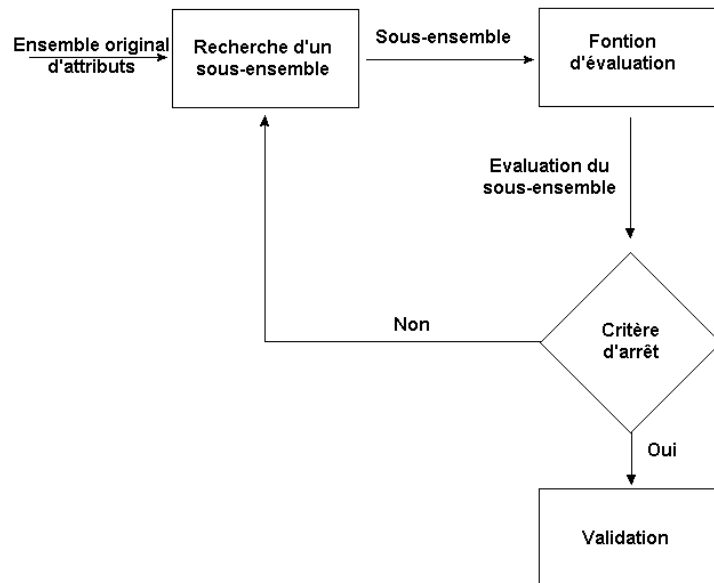 Ensemble original
d'attributs
Recherche d'un
sous-ensemble
Sous-ensemble
Fontion
d'évaluation
Evaluation du
sous-ensemble
Non
Critère
d'arrêt
Oui
Validation